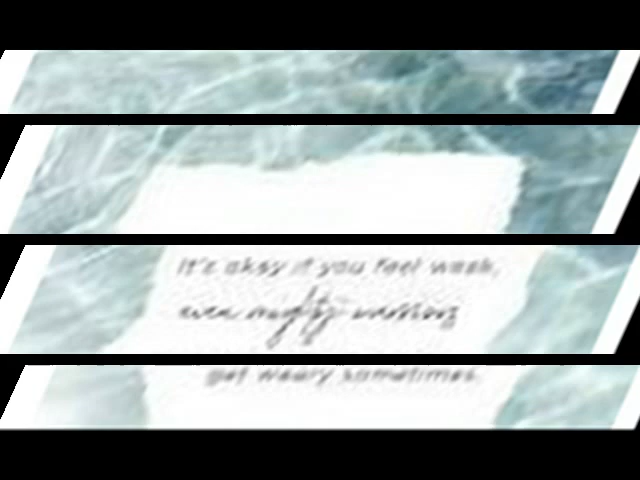 It's okay if you feel weak,
even mighty warriors
get weary sometimes.